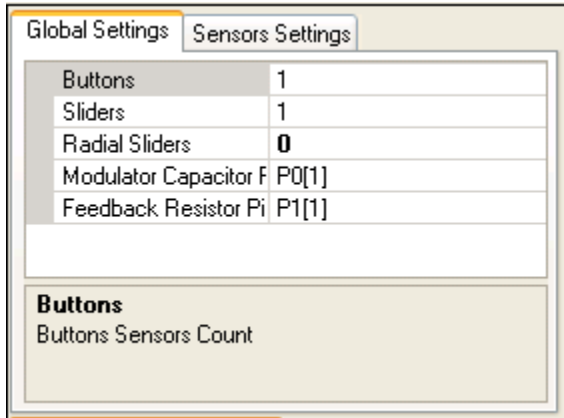 Global Settings Sensors Settings
Buttons 1
Sliders 1
Radial Sliders 0
Modulator Capacitor F P0[1]
Feedback Resistor Pi P1[1]
Buttons
Buttons Sensors Count